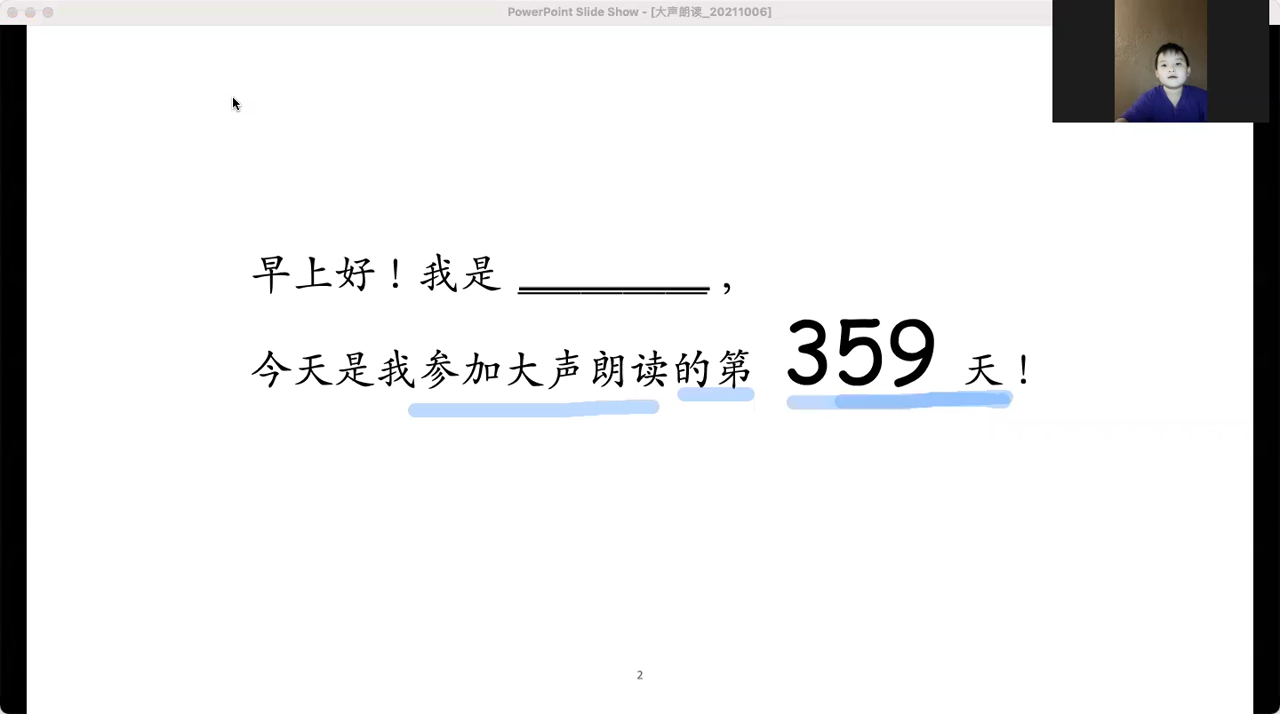 PowerPoint Slide Show - [大声朗读_20211006]
早上好！我是 ________ ，
今天是我参加大声朗读的第 359 天！
2